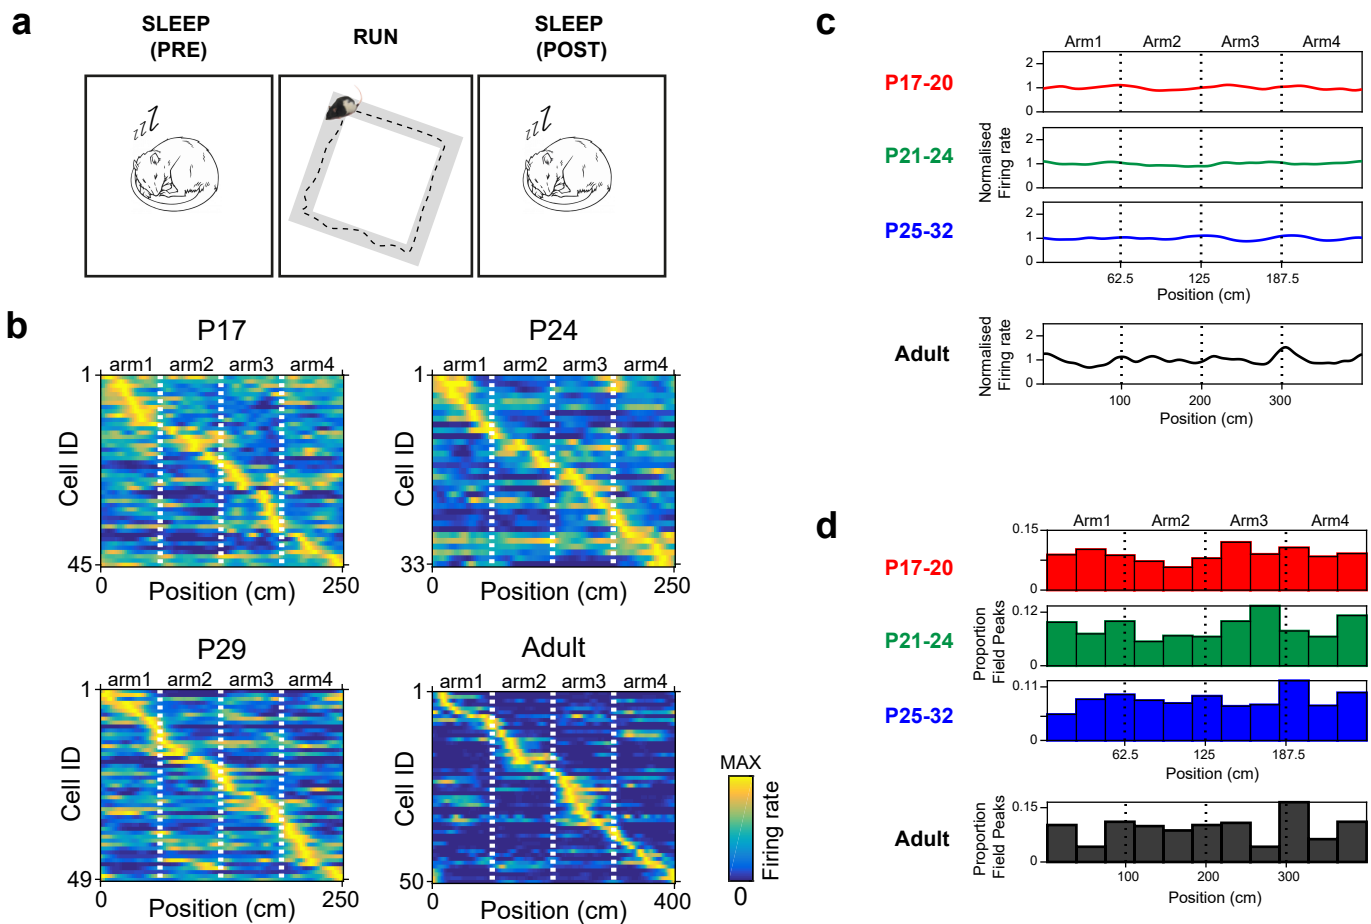 a
SLEEP
(PRE)
RUN
SLEEP
(POST)
zzZ
zzZ
b
P17
arm1 arm2 arm3 arm4
1
Cell ID
45
0 250
Position (cm)
P24
arm1 arm2 arm3 arm4
1
Cell ID
33
0 250
Position (cm)
P29
arm1 arm2 arm3 arm4
1
Cell ID
49
0 250
Position (cm)
Adult
arm1 arm2 arm3 arm4
1
Cell ID
50
0 400
Position (cm)
MAX
Firing rate
0
c
Arm1 Arm2 Arm3 Arm4
P17-20
2
1
0
P21-24
Normalised
Firing rate
2
1
0
P25-32
2
1
0
62.5 125 187.5
Position (cm)
Adult
Normalised
Firing rate
2
1
0
100 200 300
Position (cm)
d
Arm1 Arm2 Arm3 Arm4
P17-20
0.15
0
P21-24
Proportion
Field Peaks
0.12
0
P25-32
0.11
0
62.5 125 187.5
Position (cm)
Adult
Proportion
Field Peaks
0.15
0
100 200 300
Position (cm)